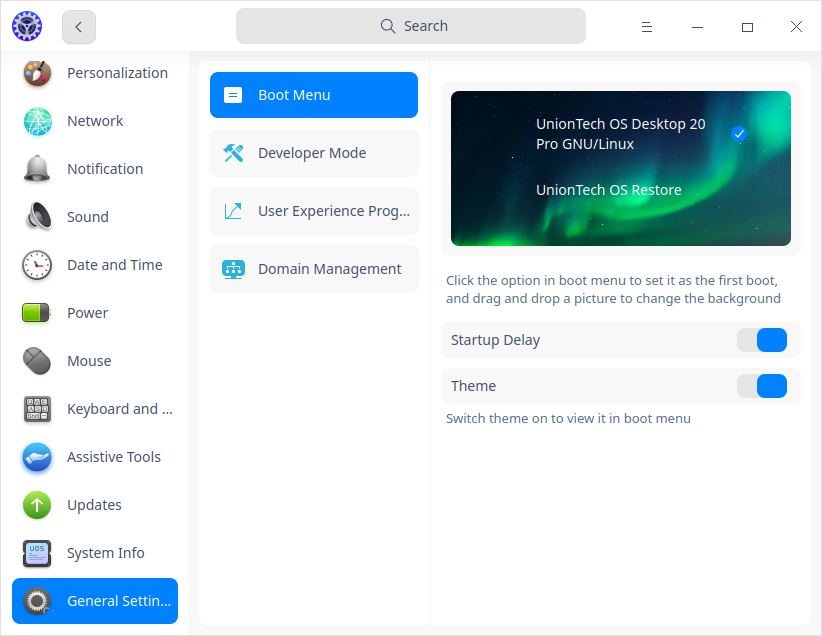 Search
Personalization
Network
Notification
Sound
Date and Time
Power
Mouse
Keyboard and ...
Assistive Tools
Updates
System Info
General Settin...
Boot Menu
Developer Mode
User Experience Prog...
Domain Management
UnionTech OS Desktop 20
Pro GNU/Linux
UnionTech OS Restore
Click the option in boot menu to set it as the first boot,
and drag and drop a picture to change the background
Startup Delay
Theme
Switch theme on to view it in boot menu